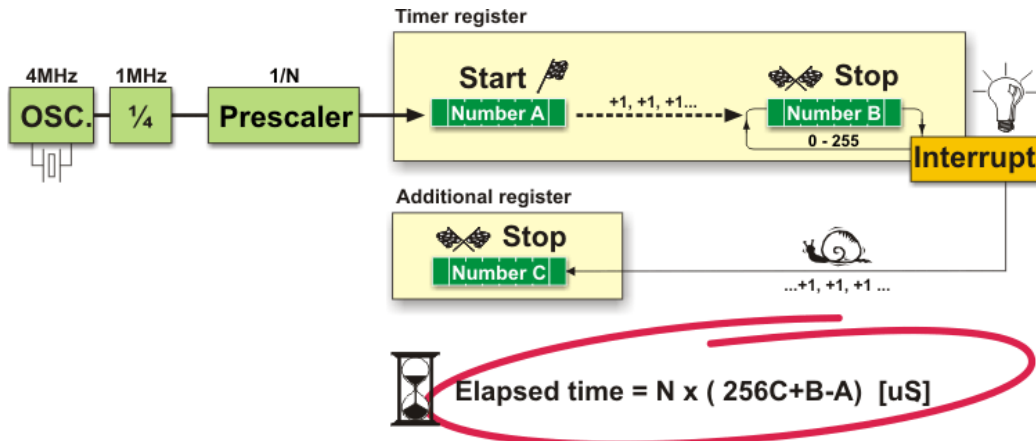 Timer register
4MHz 1MHz 1/N
OSC. ¼ Prescaler
Start
Number A
+1, +1, +1...
Stop
Number B
0 - 255
Interrupt
Additional register
Stop
Number C
...+1, +1, +1 ...
Elapsed time = N x ( 256C+B-A) [uS]